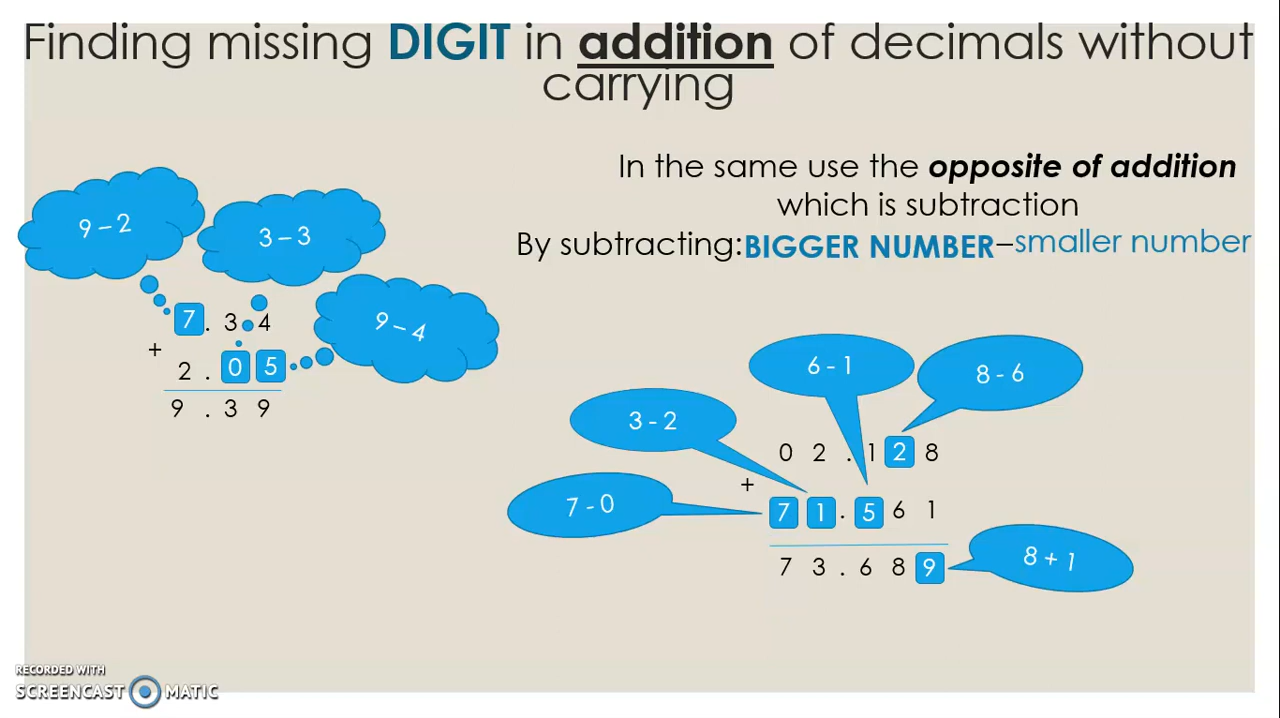 Finding missing DIGIT in addition of decimals without
carrying
In the same use the opposite of addition
which is subtraction
By subtracting:BIGGER NUMBER–smaller number
9 – 2
3 – 3
9 – 4
7 . 3 4
+
2 . 0 5
9 . 3 9
6 - 1
8 - 6
3 - 2
7 - 0
0 2 . 1 2 8
+
7 1 . 5 6 1
7 3 . 6 8 9
8 + 1
RECORDED WITH
SCREENCAST MATIC